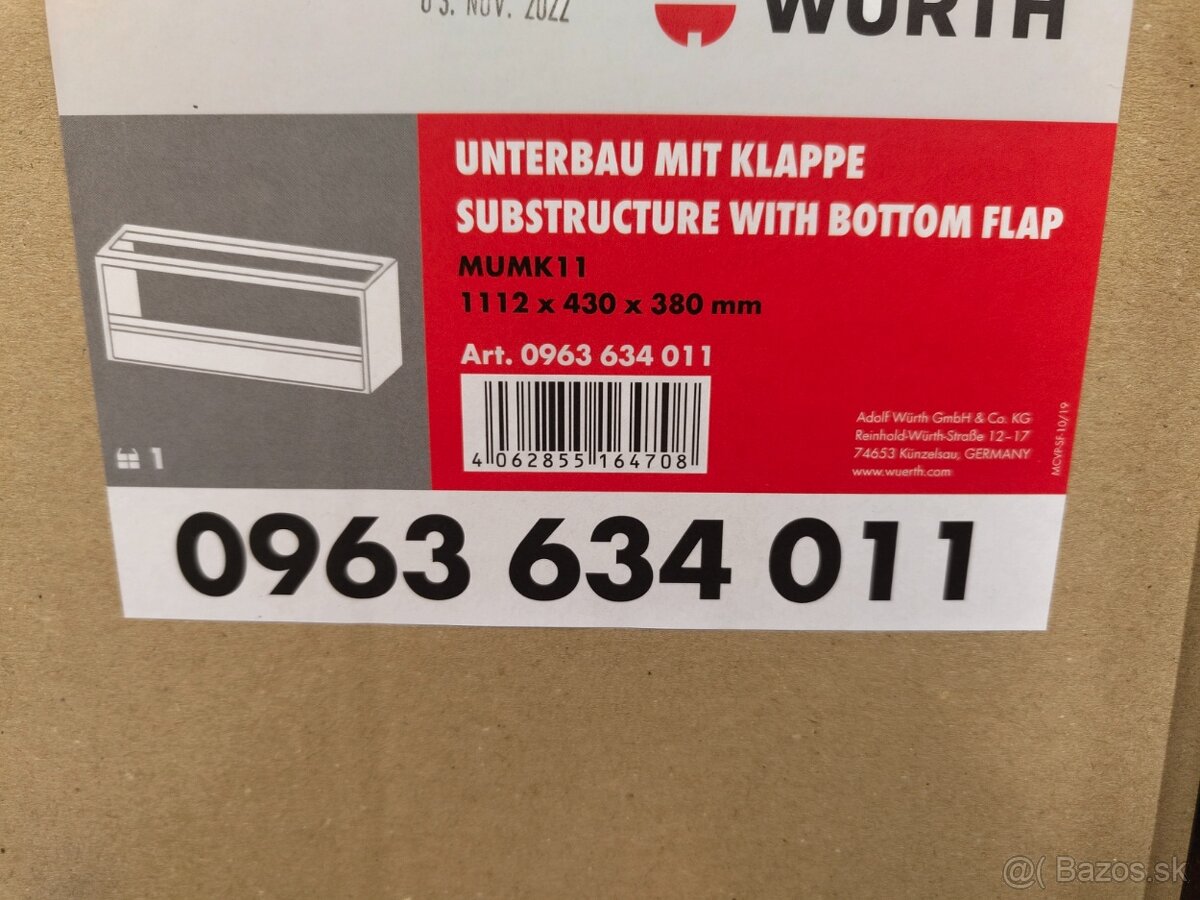 03. NOV. 2022
WÜRTH
UNTERBAU MIT KLAPPE
SUBSTRUCTURE WITH BOTTOM FLAP
MUMK11
1112 x 430 x 380 mm
Art. 0963 634 011
4 062855 164708
1
Adolf Würth GmbH & Co. KG
Reinhold-Würth-Straße 12–17
74653 Künzelsau, GERMANY
www.wuerth.com
MCVP-SF-10/19
0963 634 011
@( Bazos.sk